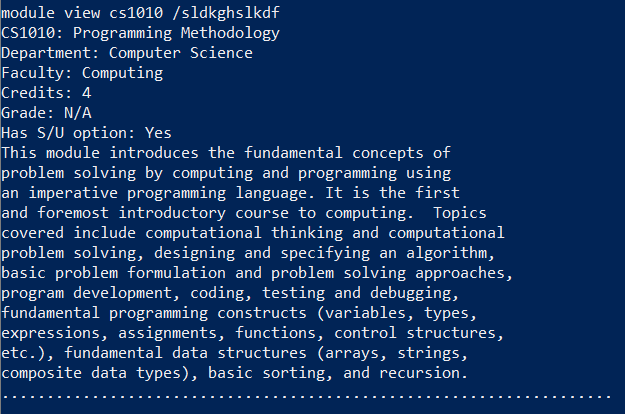 module view cs1010 /sldkghslkdf
CS1010: Programming Methodology
Department: Computer Science
Faculty: Computing
Credits: 4
Grade: N/A
Has S/U option: Yes
This module introduces the fundamental concepts of
problem solving by computing and programming using
an imperative programming language. It is the first
and foremost introductory course to computing.  Topics
covered include computational thinking and computational
problem solving, designing and specifying an algorithm,
basic problem formulation and problem solving approaches,
program development, coding, testing and debugging,
fundamental programming constructs (variables, types,
expressions, assignments, functions, control structures,
etc.), fundamental data structures (arrays, strings,
composite data types), basic sorting, and recursion.
....................................................................